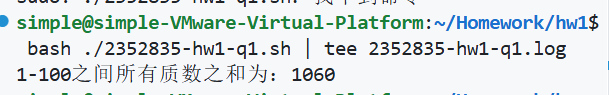 simple@simple-VMware-Virtual-Platform:~/Homework/hw1$
bash ./2352835-hw1-q1.sh | tee 2352835-hw1-q1.log
1-100之间所有质数之和为：1060